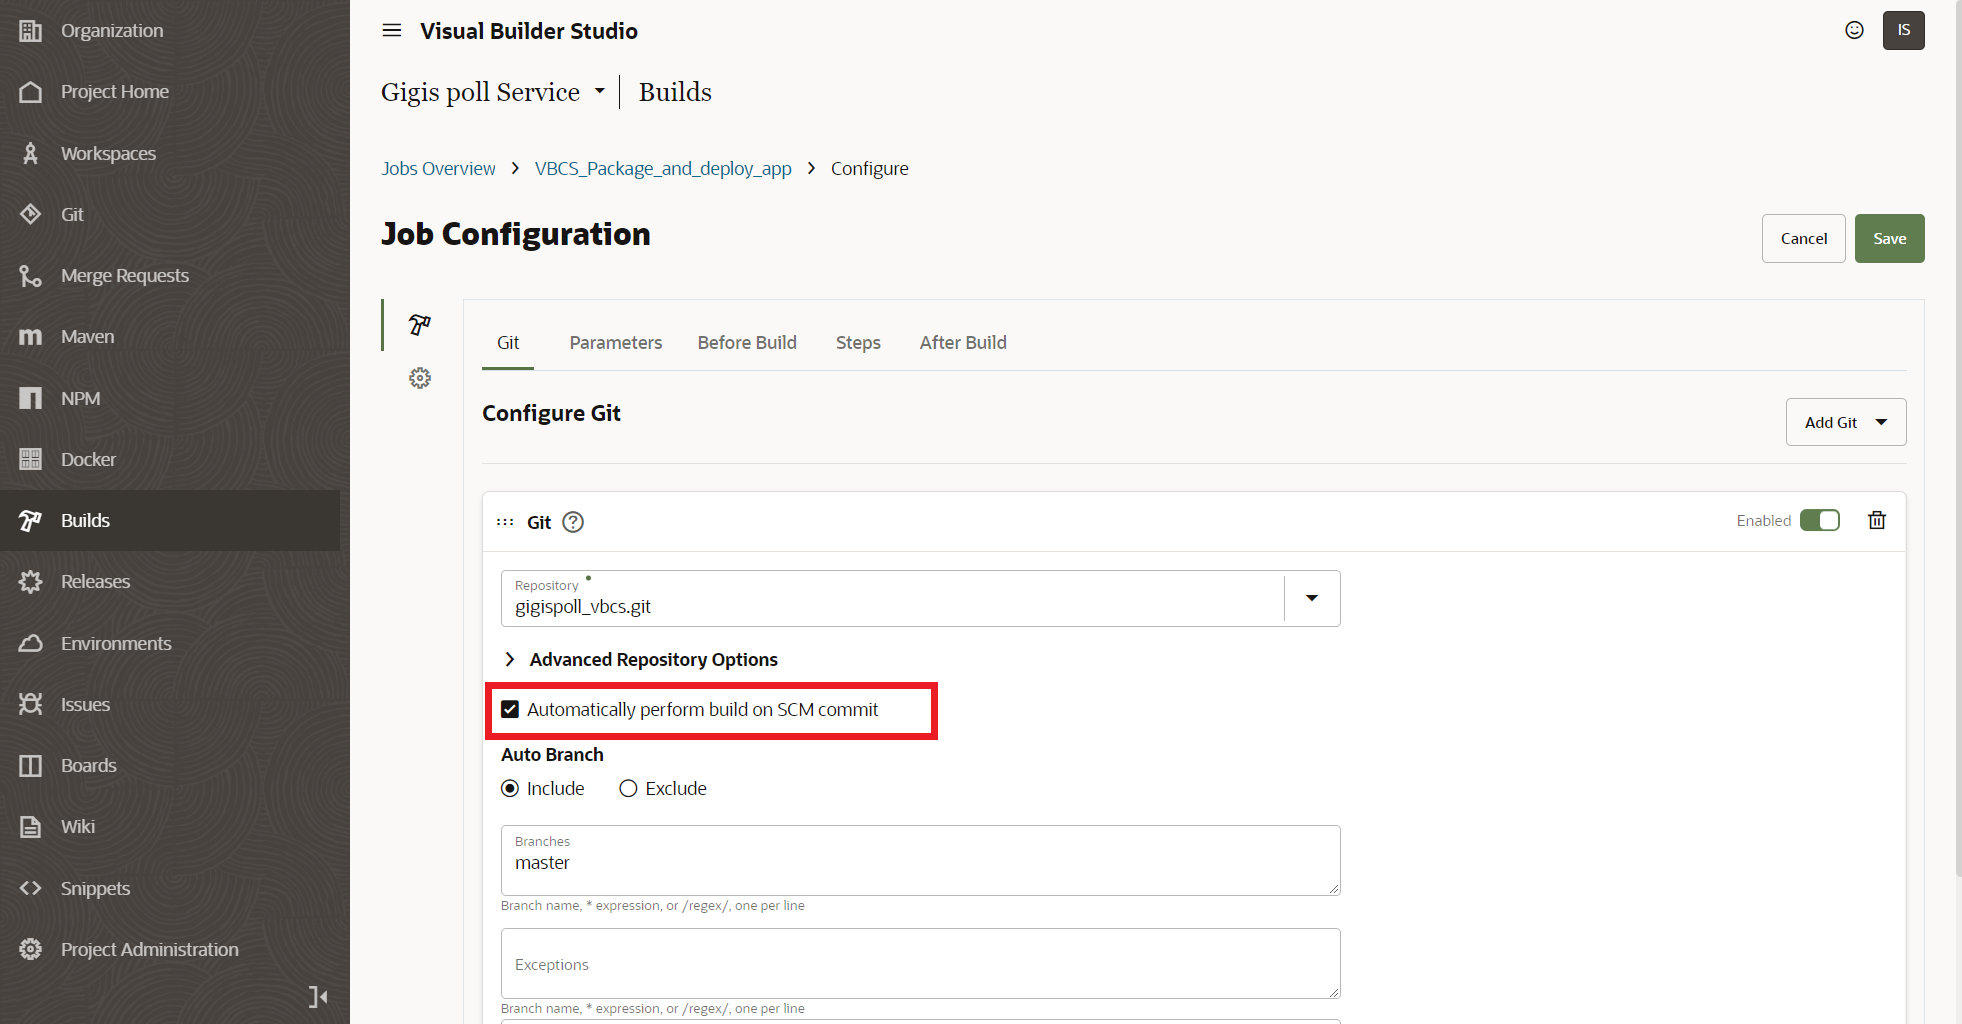 Organization
Project Home
Workspaces
Git
Merge Requests
Maven
NPM
Docker
Builds
Releases
Environments
Issues
Boards
Wiki
Snippets
Project Administration
Visual Builder Studio
IS
Gigis poll Service
Builds
Jobs Overview > VBCS_Package_and_deploy_app > Configure
Job Configuration
Cancel
Save
Git
Parameters
Before Build
Steps
After Build
Configure Git
Add Git
Git ?
Enabled
Repository
gigispoll_vbcs.git
Advanced Repository Options
Automatically perform build on SCM commit
Auto Branch
Include
Exclude
Branches
master
Branch name, * expression, or /regex/, one per line
Exceptions
Branch name, * expression, or /regex/, one per line